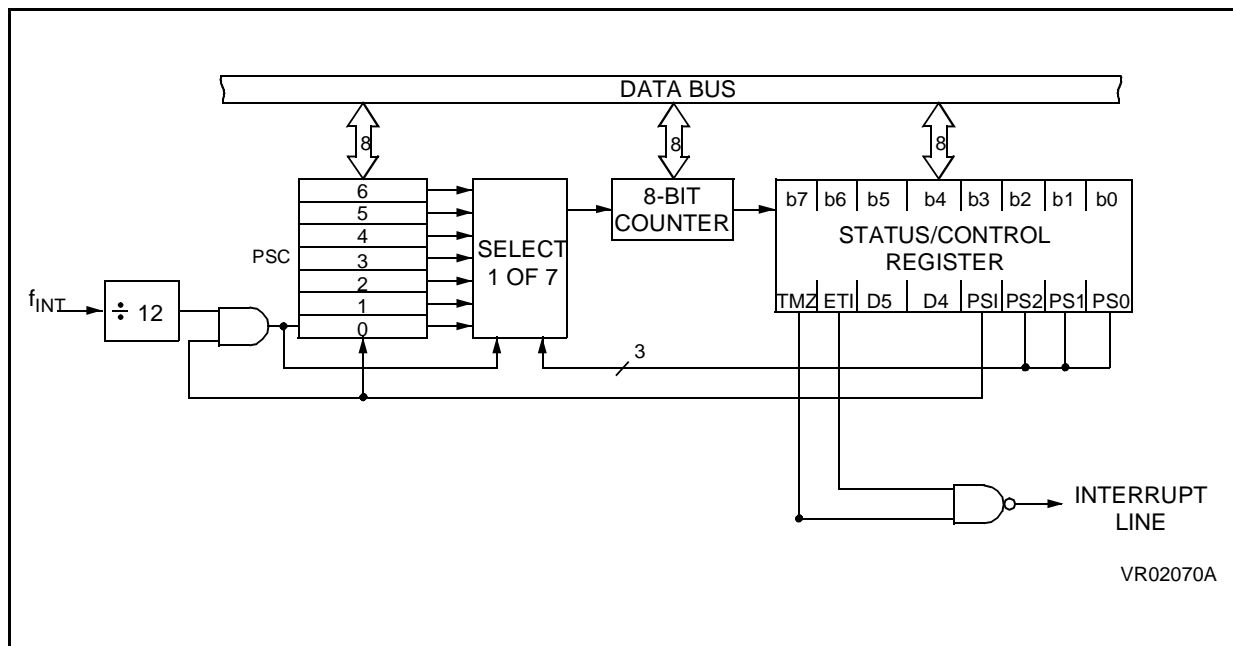 DATA BUS
8
8
8
6
5
4
3
2
1
0
PSC
SELECT
1 OF 7
8-BIT
COUNTER
b7 b6 b5 b4 b3 b2 b1 b0
STATUS/CONTROL
REGISTER
TMZ ETI D5 D4 PSI PS2 PS1 PS0
fINT
÷ 12
3
INTERRUPT
LINE
VR02070A